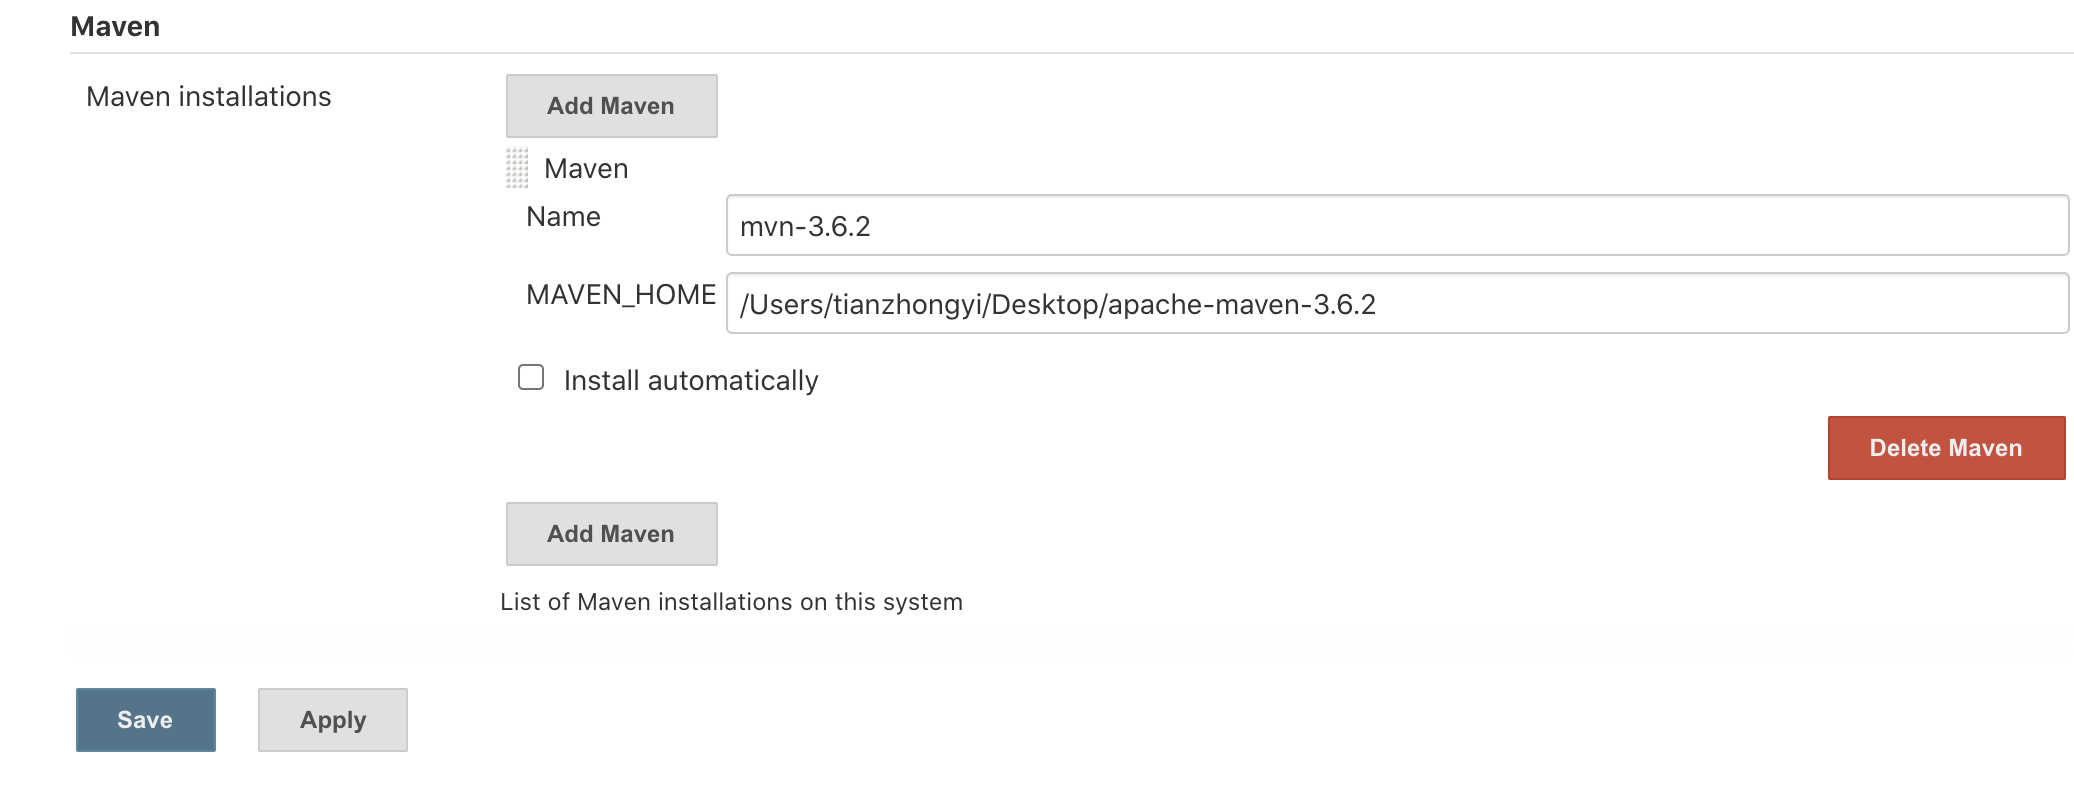 Maven
Maven installations
Add Maven
Maven
Name
mvn-3.6.2
MAVEN_HOME
/Users/tianzhongyi/Desktop/apache-maven-3.6.2
Install automatically
Delete Maven
Add Maven
List of Maven installations on this system
Save
Apply